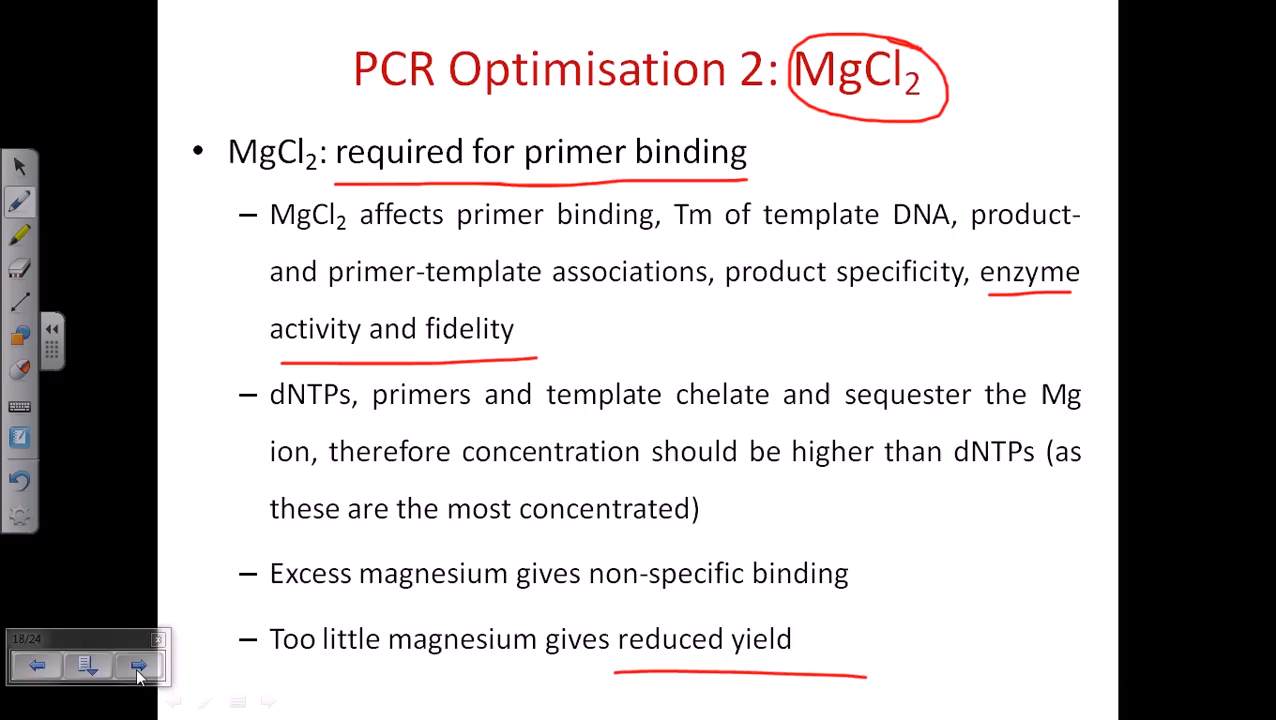 PCR Optimisation 2: MgCl₂
• MgCl₂: required for primer binding
– MgCl₂ affects primer binding, Tm of template DNA, product-
and primer-template associations, product specificity, enzyme
activity and fidelity
– dNTPs, primers and template chelate and sequester the Mg
ion, therefore concentration should be higher than dNTPs (as
these are the most concentrated)
– Excess magnesium gives non-specific binding
– Too little magnesium gives reduced yield
18/24